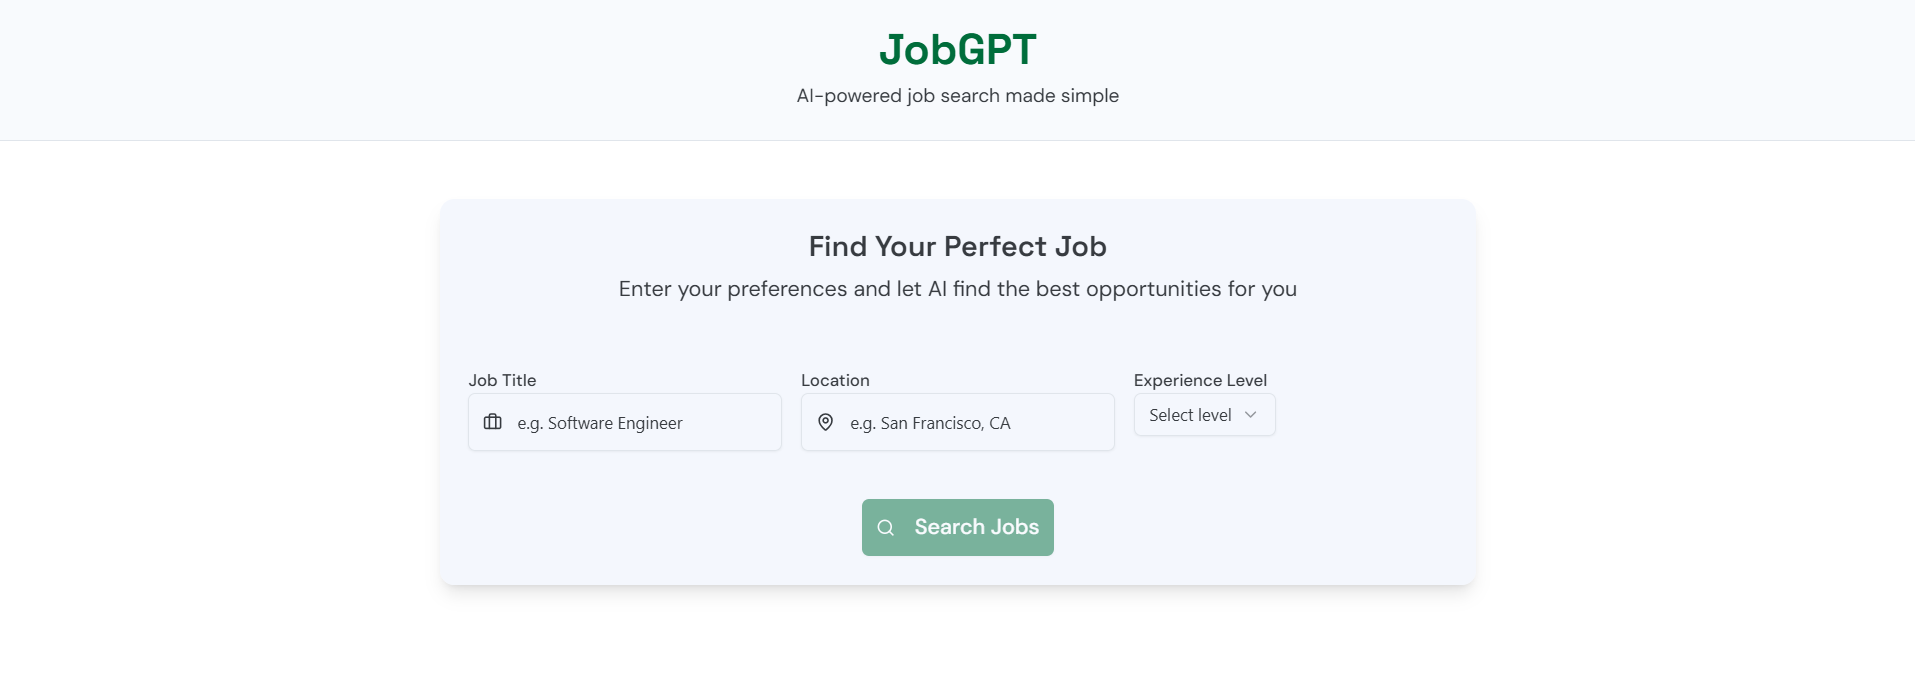 JobGPT
AI-powered job search made simple
Find Your Perfect Job
Enter your preferences and let AI find the best opportunities for you
Job Title
e.g. Software Engineer
Location
e.g. San Francisco, CA
Experience Level
Select level
Search Jobs